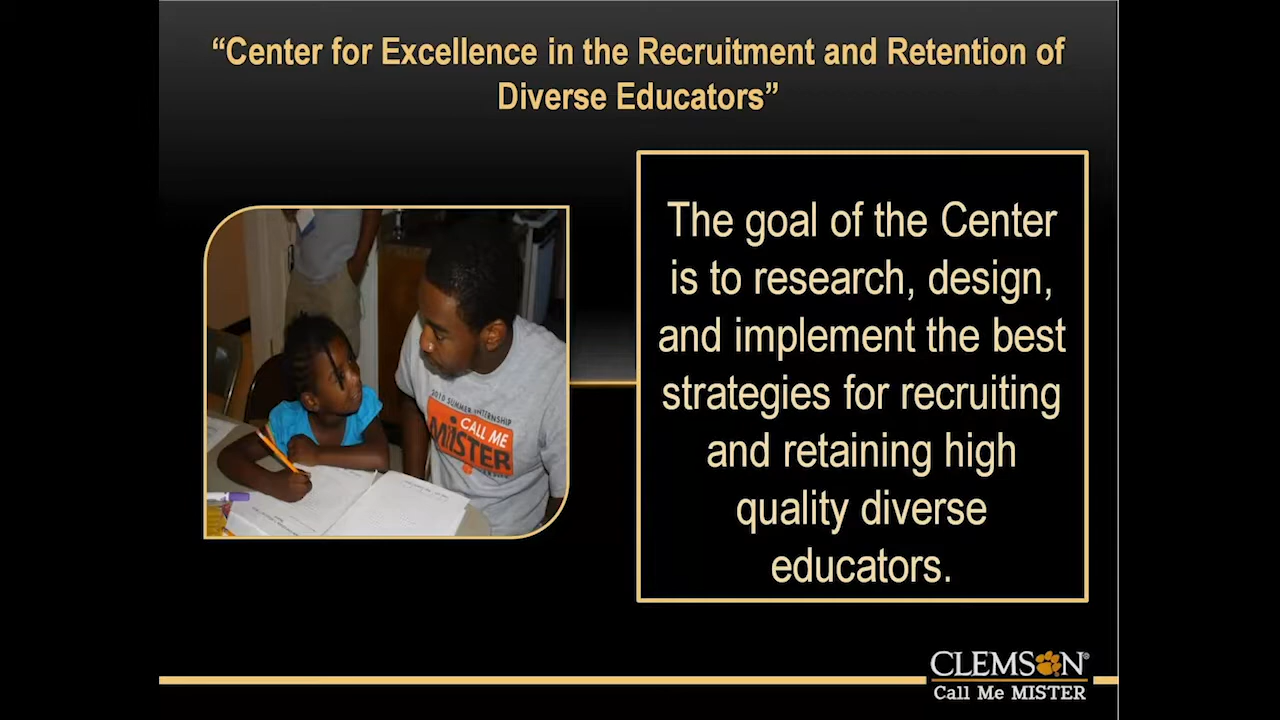 “Center for Excellence in the Recruitment and Retention of
Diverse Educators”
The goal of the Center
is to research, design,
and implement the best
strategies for recruiting
and retaining high
quality diverse
educators.
2010 SUMMER INTERNSHIP
CALL ME
MISTER
CLEMSON®
Call Me MISTER